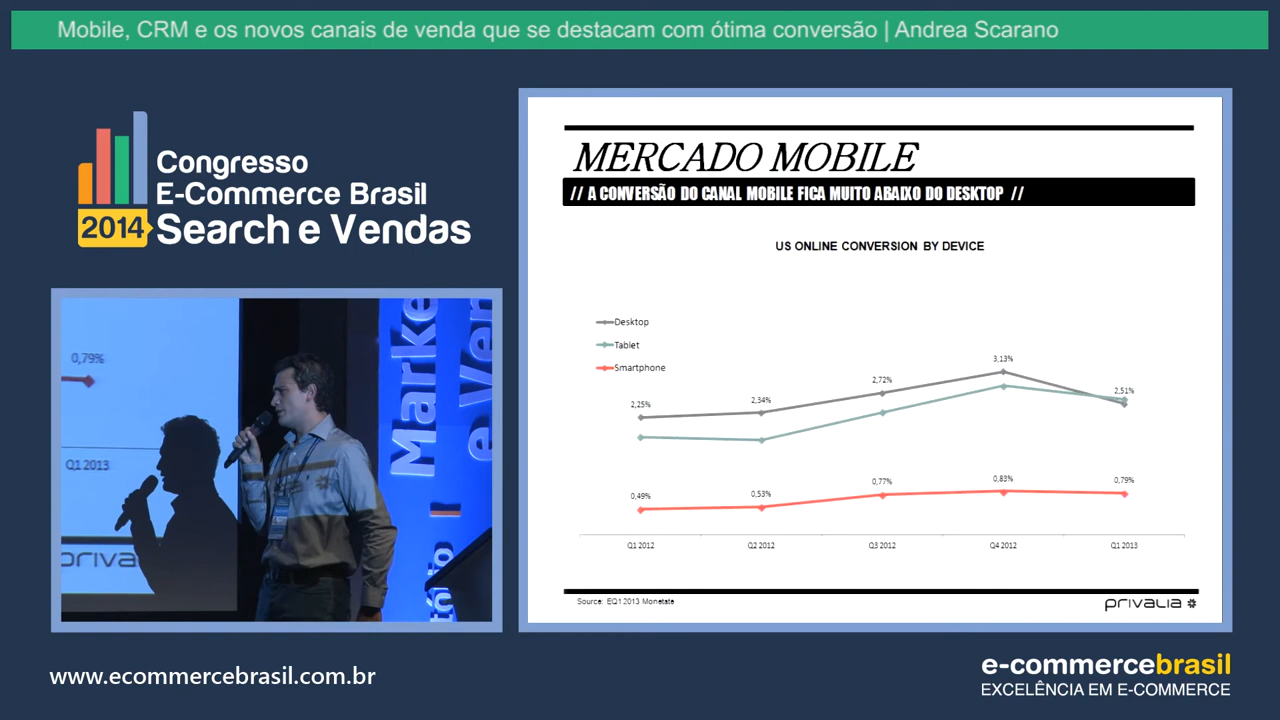 Mobile, CRM e os novos canais de venda que se destacam com ótima conversão | Andrea Scarano
Congresso
E-Commerce Brasil
2014 Search e Vendas
MERCADO MOBILE
// A CONVERSÃO DO CANAL MOBILE FICA MUITO ABAIXO DO DESKTOP //
US ONLINE CONVERSION BY DEVICE
Desktop
Tablet
Smartphone
2,25%
2,34%
2,72%
3,13%
2,51%
0,49%
0,53%
0,77%
0,83%
0,79%
Q1 2012
Q2 2012
Q3 2012
Q4 2012
Q1 2013
Source: EQ1 2013 Monetate
privalia
0,79%
Q1 2013
priva
Marke
e Ven
www.ecommercebrasil.com.br
e-commercebrasil
EXCELÊNCIA EM E-COMMERCE